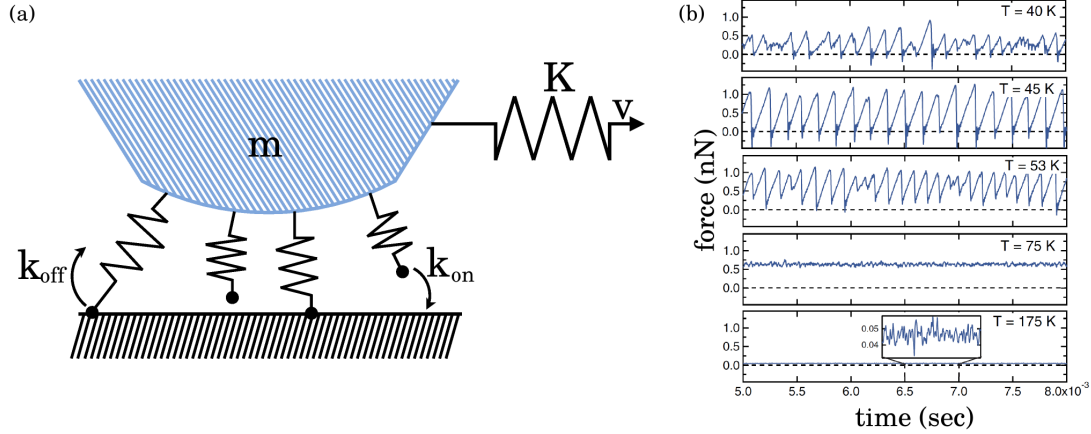 (a)
K
v
m
k_off
k_on
(b)
force (nN)
T = 40 K
1.0
0.5
0.0
T = 45 K
1.0
0.5
0.0
T = 53 K
1.0
0.5
0.0
T = 75 K
1.0
0.5
0.0
T = 175 K
1.0
0.5
0.0
0.05
0.04
5.0 5.5 6.0 6.5 7.0 7.5 8.0x10⁻³
time (sec)